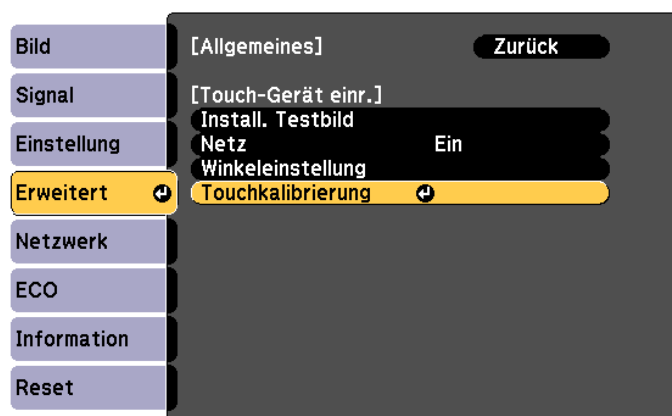 Bild
Signal
Einstellung
Erweitert
Netzwerk
ECO
Information
Reset
[Allgemeines] Zurück
[Touch-Gerät einr.]
Install. Testbild
Netz Ein
Winkeleinstellung
Touchkalibrierung